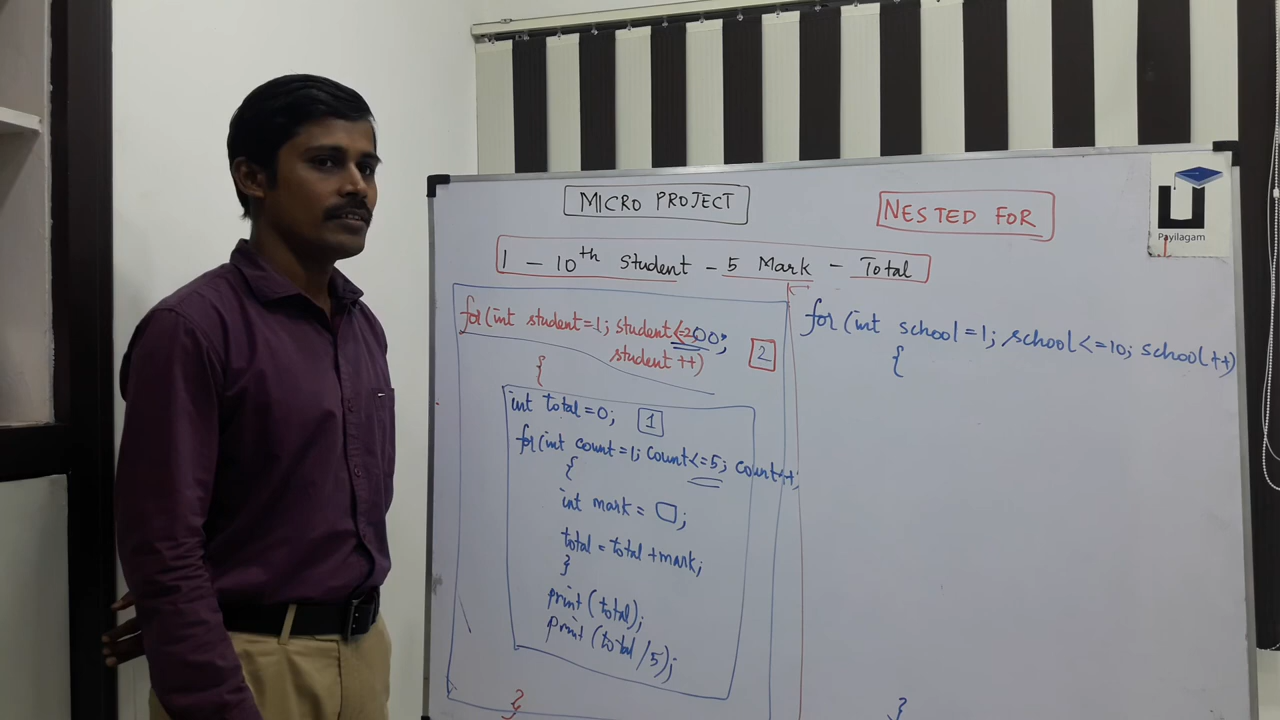 MICRO PROJECT
NESTED FOR
Payilagam
1 - 10th Student - 5 Mark - Total
for(int student=1; student<=200;
student ++)
2
{
int total=0;
1
for(int count=1; count<=5; count++;
{
int mark = ;
total = total + mark;
}
print (total);
print (total / 5);
}
for (int school=1; school<=10; school++)
{
}